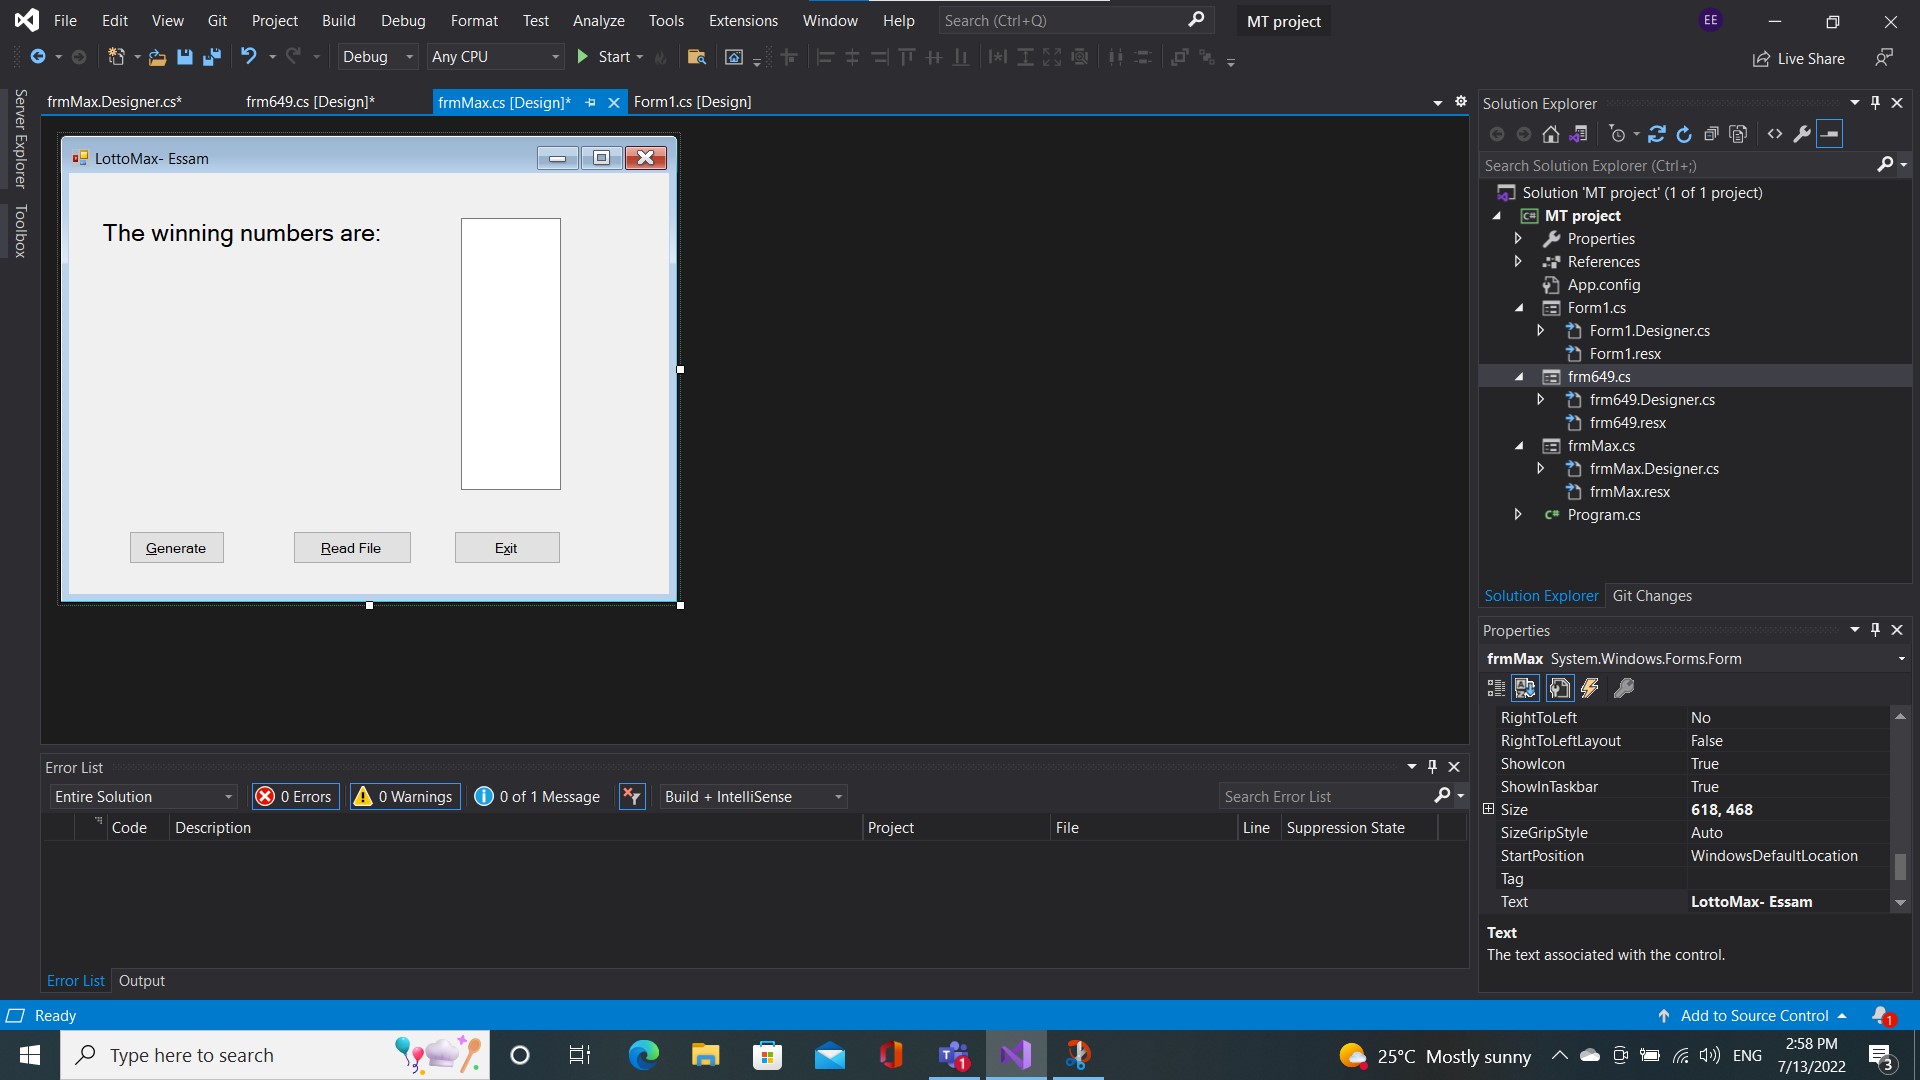 File Edit View Git Project Build Debug Format Test Analyze Tools Extensions Window Help Search (Ctrl+Q) MT project EE
Debug Any CPU Start Live Share
Server Explorer
Toolbox
frmMax.Designer.cs* frm649.cs [Design]* frmMax.cs [Design]* Form1.cs [Design]
LottoMax- Essam
The winning numbers are:
Generate Read File Exit
Solution Explorer
Search Solution Explorer (Ctrl+;)
Solution 'MT project' (1 of 1 project)
C# MT project
Properties
References
App.config
Form1.cs
Form1.Designer.cs
Form1.resx
frm649.cs
frm649.Designer.cs
frm649.resx
frmMax.cs
frmMax.Designer.cs
frmMax.resx
C# Program.cs
Solution Explorer Git Changes
Properties
frmMax System.Windows.Forms.Form
RightToLeft No
RightToLeftLayout False
ShowIcon True
ShowInTaskbar True
Size 618, 468
SizeGripStyle Auto
StartPosition WindowsDefaultLocation
Tag
Text LottoMax- Essam
Text
The text associated with the control.
Error List
Entire Solution 0 Errors 0 Warnings 0 of 1 Message Build + IntelliSense Search Error List
Code Description Project File Line Suppression State
Error List Output
Ready Add to Source Control 1
Type here to search 1 25°C Mostly sunny ENG 2:58 PM
7/13/2022 3